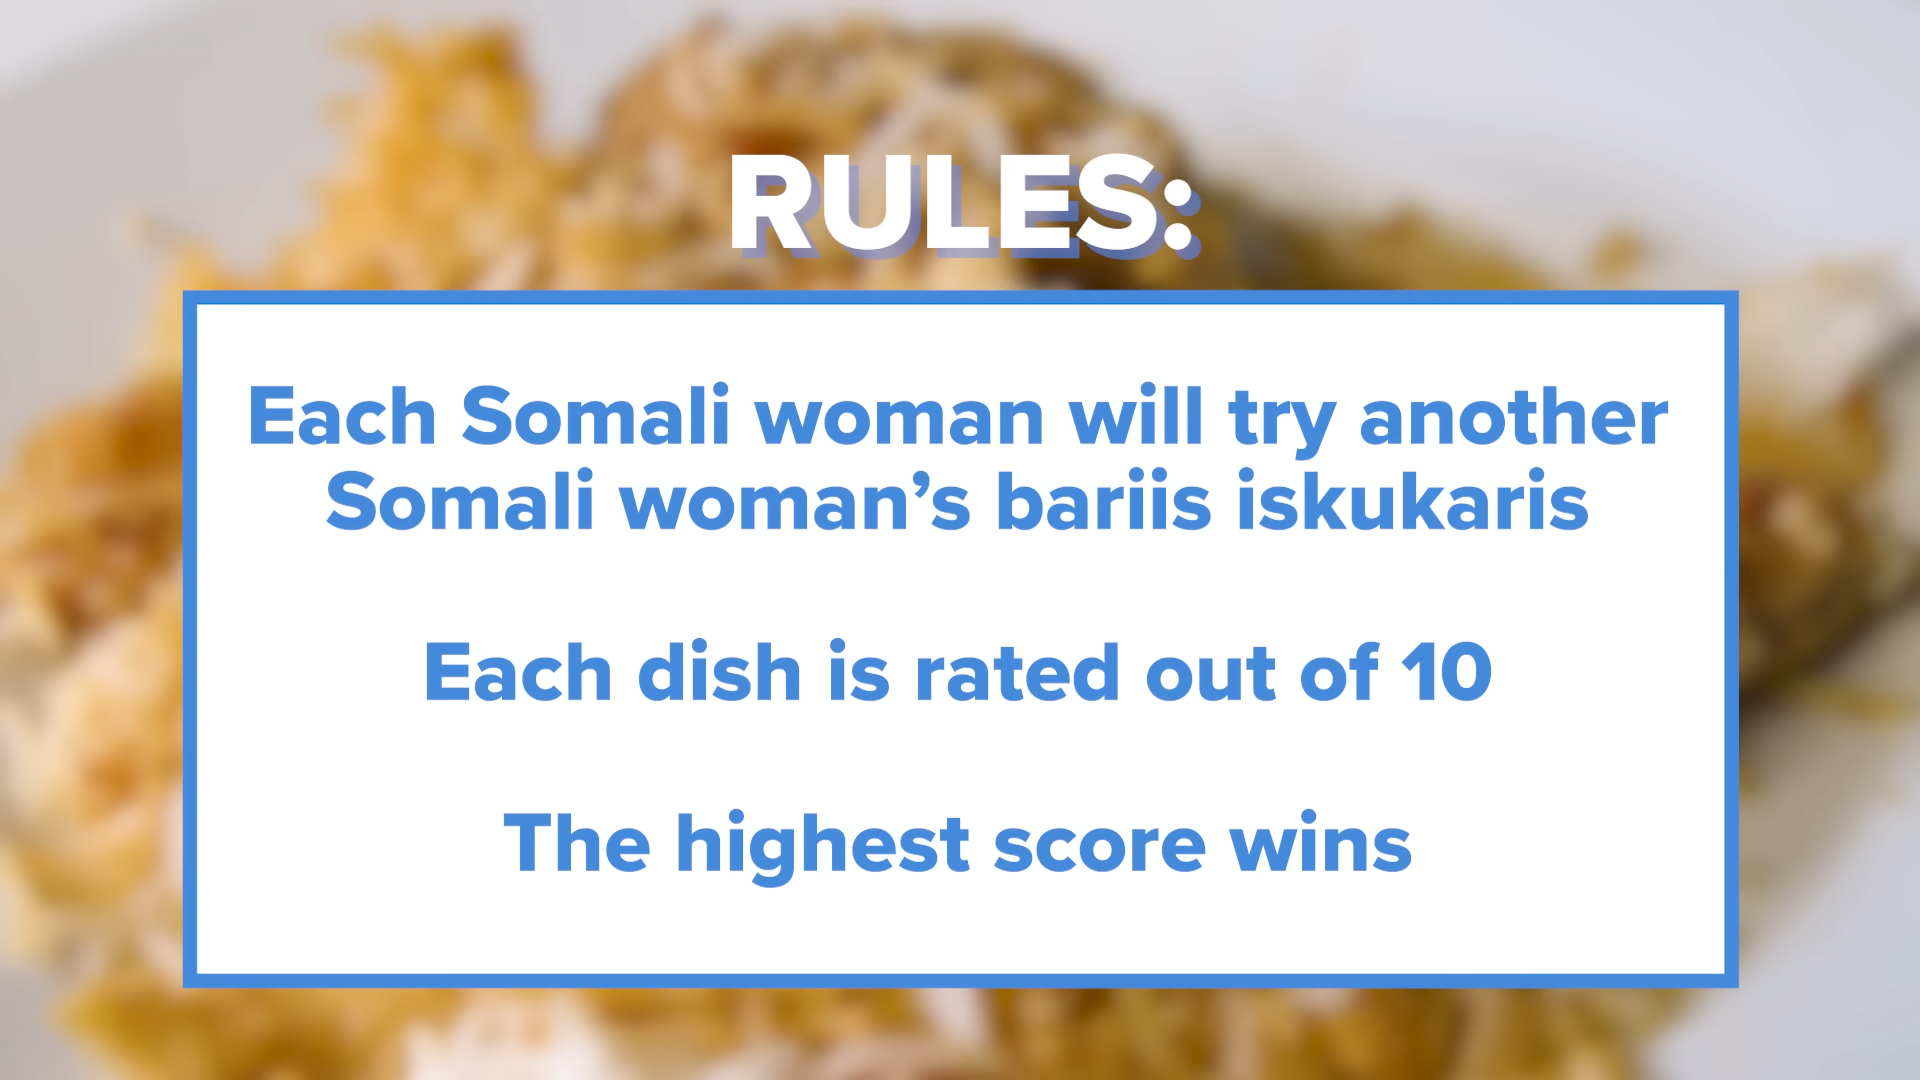 RULES:
Each Somali woman will try another
Somali woman’s bariis iskukaris
Each dish is rated out of 10
The highest score wins